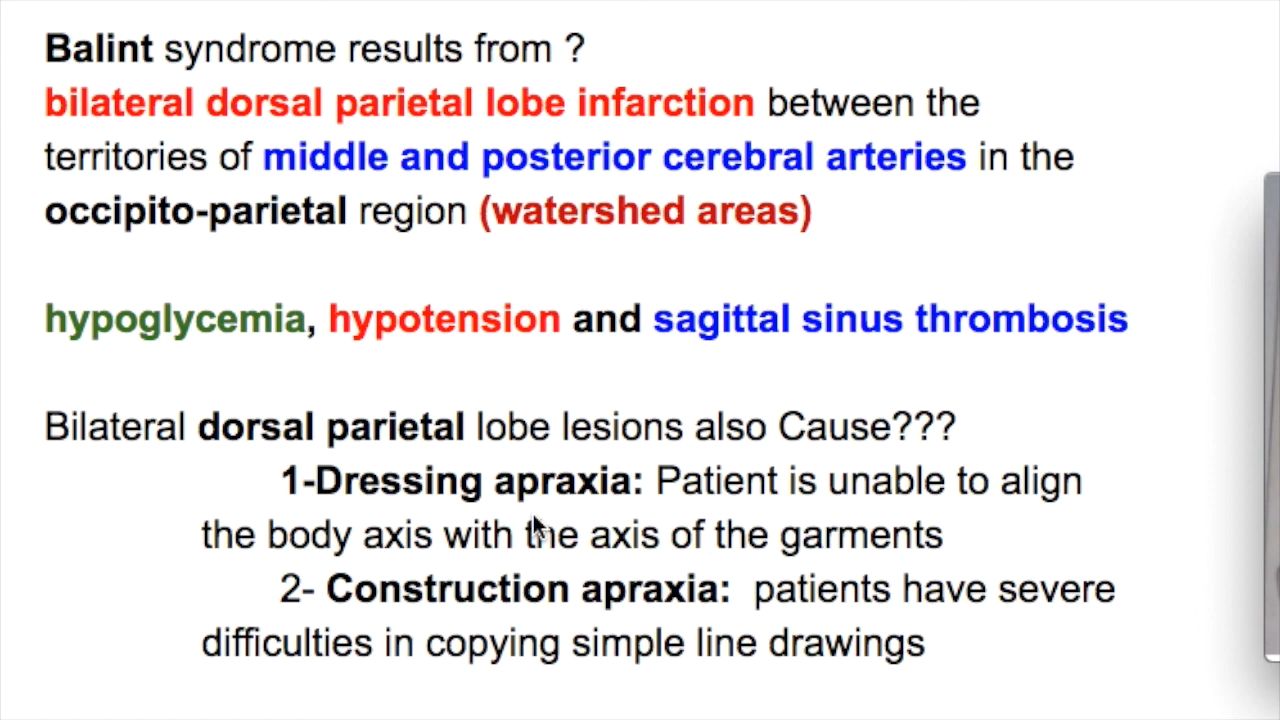 Balint syndrome results from ?
bilateral dorsal parietal lobe infarction between the
territories of middle and posterior cerebral arteries in the
occipito-parietal region (watershed areas)
hypoglycemia, hypotension and sagittal sinus thrombosis
Bilateral dorsal parietal lobe lesions also Cause???
1-Dressing apraxia: Patient is unable to align
the body axis with the axis of the garments
2- Construction apraxia: patients have severe
difficulties in copying simple line drawings